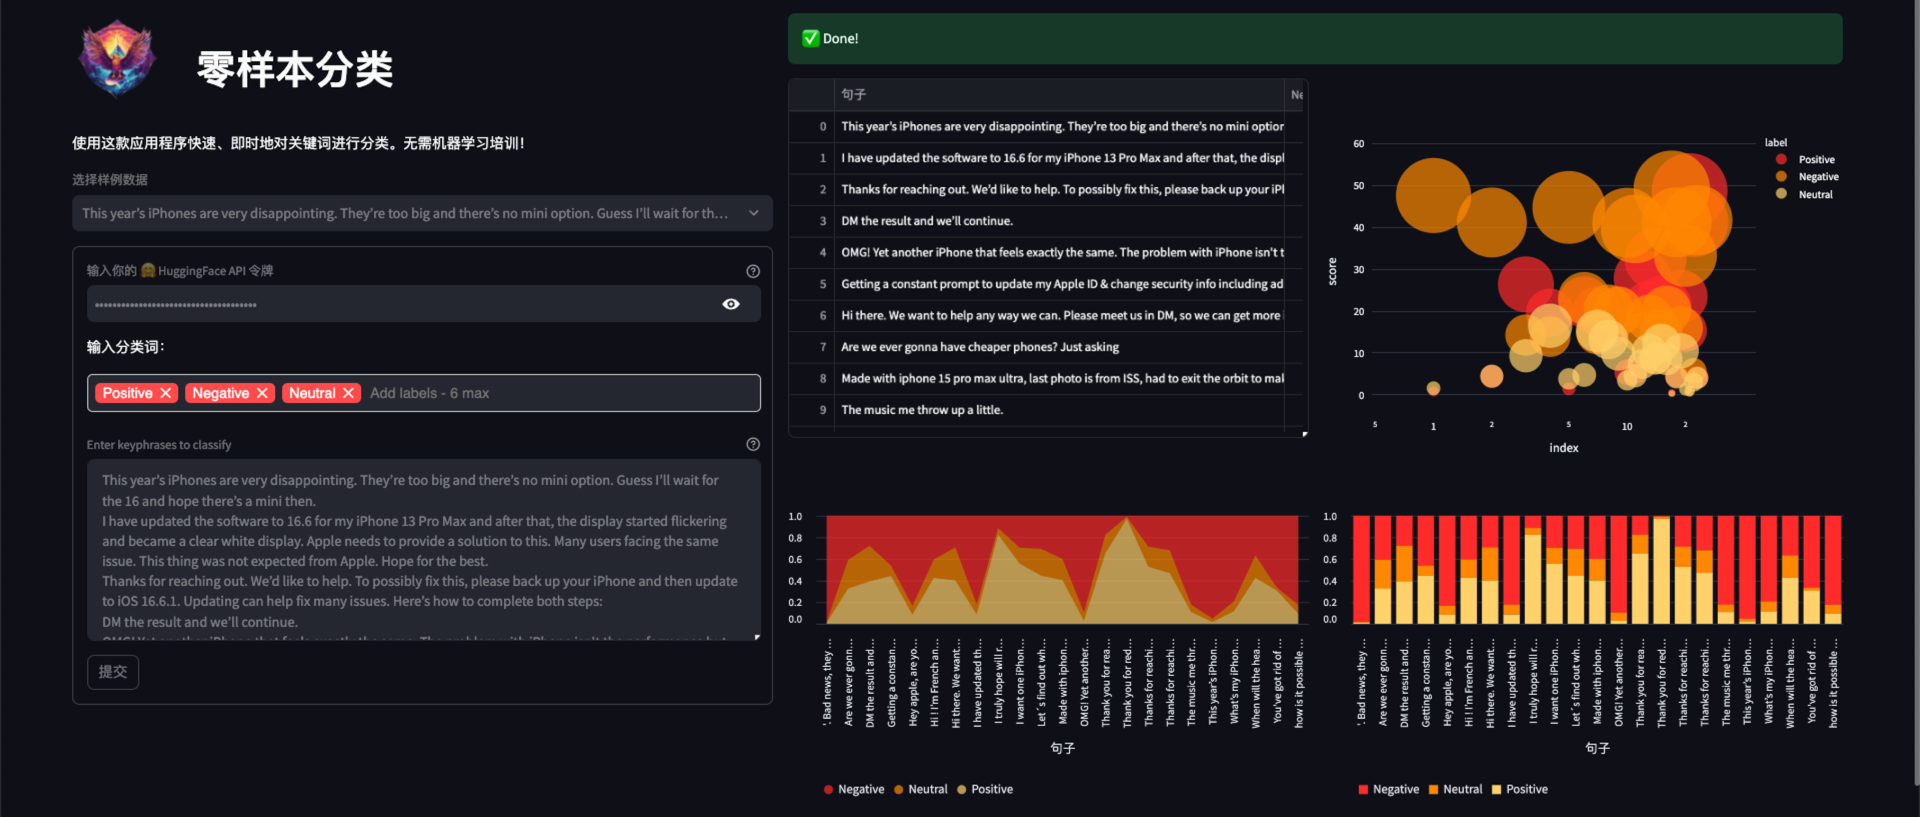 零样本分类
使用这款应用程序快速、即时地对关键词进行分类。无需机器学习培训！
选择样例数据
This year's iPhones are very disappointing. They're too big and there's no mini option. Guess I'll wait for th...
输入你的 🤗 HuggingFace API 令牌
输入分类词：
Positive Negative Neutral Add labels - 6 max
Enter keyphrases to classify
This year's iPhones are very disappointing. They're too big and there's no mini option. Guess I'll wait for
the 16 and hope there's a mini then.
I have updated the software to 16.6 for my iPhone 13 Pro Max and after that, the display started flickering
and became a clear white display. Apple needs to provide a solution to this. Many users facing the same
issue. This thing was not expected from Apple. Hope for the best.
Thanks for reaching out. We'd like to help. To possibly fix this, please back up your iPhone and then update
to iOS 16.6.1. Updating can help fix many issues. Here's how to complete both steps:
DM the result and we'll continue.
OMG! Yet another iPhone that feels exactly the same. The problem with iPhone isn't the performance but
提交
✅ Done!
句子 Ne
0 This year's iPhones are very disappointing. They're too big and there's no mini option
1 I have updated the software to 16.6 for my iPhone 13 Pro Max and after that, the displ
2 Thanks for reaching out. We'd like to help. To possibly fix this, please back up your iPl
3 DM the result and we'll continue.
4 OMG! Yet another iPhone that feels exactly the same. The problem with iPhone isn't t
5 Getting a constant prompt to update my Apple ID & change security info including ad
6 Hi there. We want to help any way we can. Please meet us in DM, so we can get more
7 Are we ever gonna have cheaper phones? Just asking
8 Made with iphone 15 pro max ultra, last photo is from ISS, had to exit the orbit to mal
9 The music me throw up a little.
score
60
50
40
30
20
10
0
5 1 2 5 10 2
index
label
Positive
Negative
Neutral
1.0
0.8
0.6
0.4
0.2
0.0
'. Bad news, they ...
Are we ever gonn...
DM the result and...
Getting a constan...
Hey apple, are yo...
Hi ! I'm French an...
Hi there. We want...
I have updated th...
I truly hope will r...
I want one iPhon...
Let´s find out wh...
Made with iphon...
OMG! Yet another...
Thank you for rea...
Thank you for red...
Thanks for reachi...
Thanks for reachi...
The music me thr...
This year's iPhon...
What's my iPhon...
When will the hea...
You've got rid of ...
how is it possible ...
句子
Negative Neutral Positive
1.0
0.8
0.6
0.4
0.2
0.0
'. Bad news, they ...
Are we ever gonn...
DM the result and...
Getting a constan...
Hey apple, are yo...
Hi ! I'm French an...
Hi there. We want...
I have updated th...
I truly hope will r...
I want one iPhon...
Let´s find out wh...
Made with iphon...
OMG! Yet another...
Thank you for rea...
Thank you for red...
Thanks for reachi...
Thanks for reachi...
The music me thr...
This year's iPhon...
What's my iPhon...
When will the hea...
You've got rid of ...
how is it possible ...
句子
Negative Neutral Positive